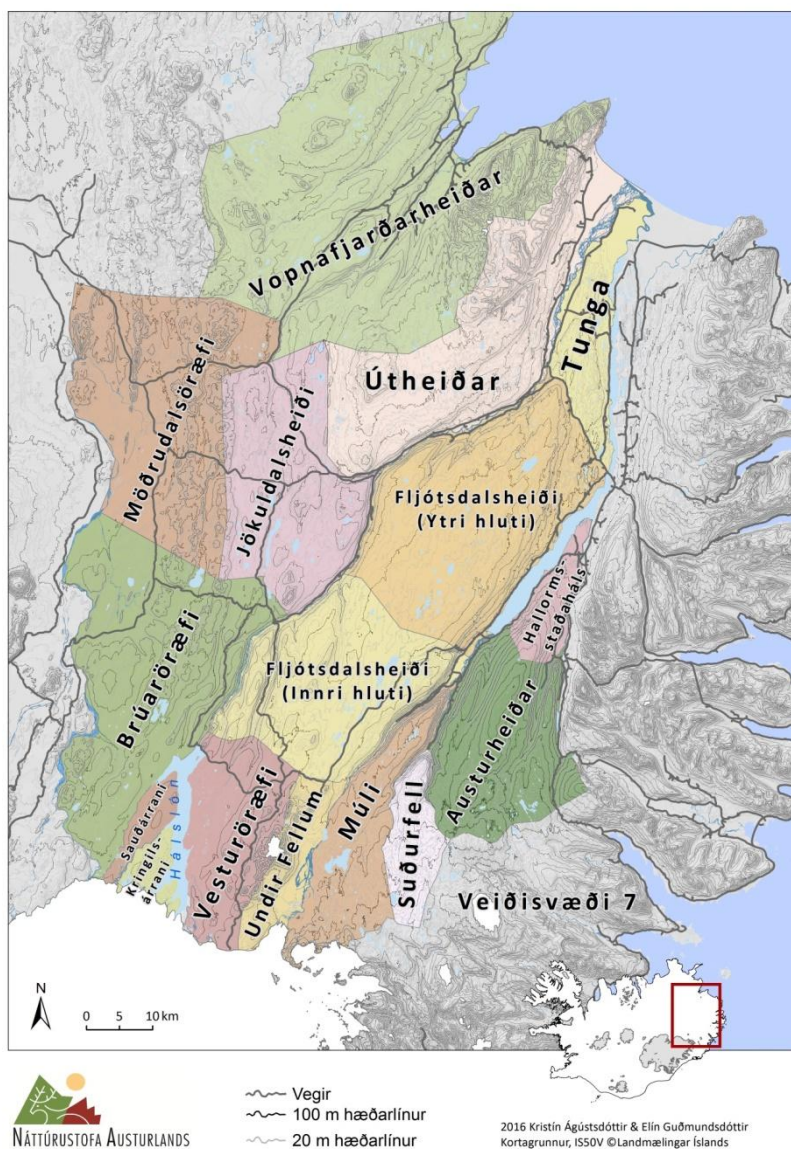 Vopnafjarðarheiðar
Tunga
Útheiðar
Möðrudalsöræfi
Jökuldalsheiði
Fljótsdalsheiði
(Ytri hluti)
Hallorms-
staðaháls
Fljótsdalsheiði
(Innri hluti)
Brúaröræfi
Austurheiðar
Sauðárrani
Hálslón
Kringils-
árrani
Vesturöræfi
Undir Fellum
Múli
Suðurfell
Veiðisvæði 7
N
0 5 10 km
NÁTTÚRUSTOFA AUSTURLANDS
Vegir
100 m hæðarlínur
20 m hæðarlínur
2016 Kristín Ágústsdóttir & Elín Guðmundsdóttir
Kortagrunnur, IS50V ©Landmælingar Íslands